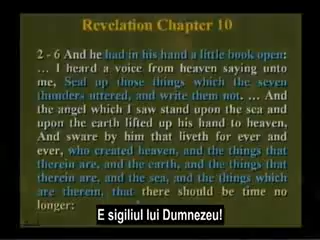 Revelation Chapter 10
2 - 6 And he had in his hand a little book open:
... I heard a voice from heaven saying unto
me, Seal up those things which the seven
thunders uttered, and write them not. ... And
the angel which I saw stand upon the sea and
upon the earth lifted up his hand to heaven,
And sware by him that liveth for ever and
ever, who created heaven, and the things that
therein are, and the earth, and the things that
therein are, and the sea, and the things which
are therein, that there should be time no
longer:
E sigiliul lui Dumnezeu!